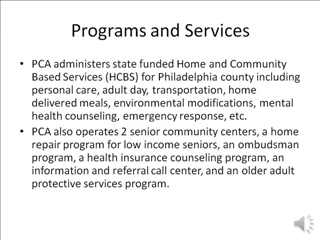 Programs and Services
• PCA administers state funded Home and Community
Based Services (HCBS) for Philadelphia county including
personal care, adult day, transportation, home
delivered meals, environmental modifications, mental
health counseling, emergency response, etc.
• PCA also operates 2 senior community centers, a home
repair program for low income seniors, an ombudsman
program, a health insurance counseling program, an
information and referral call center, and an older adult
protective services program.